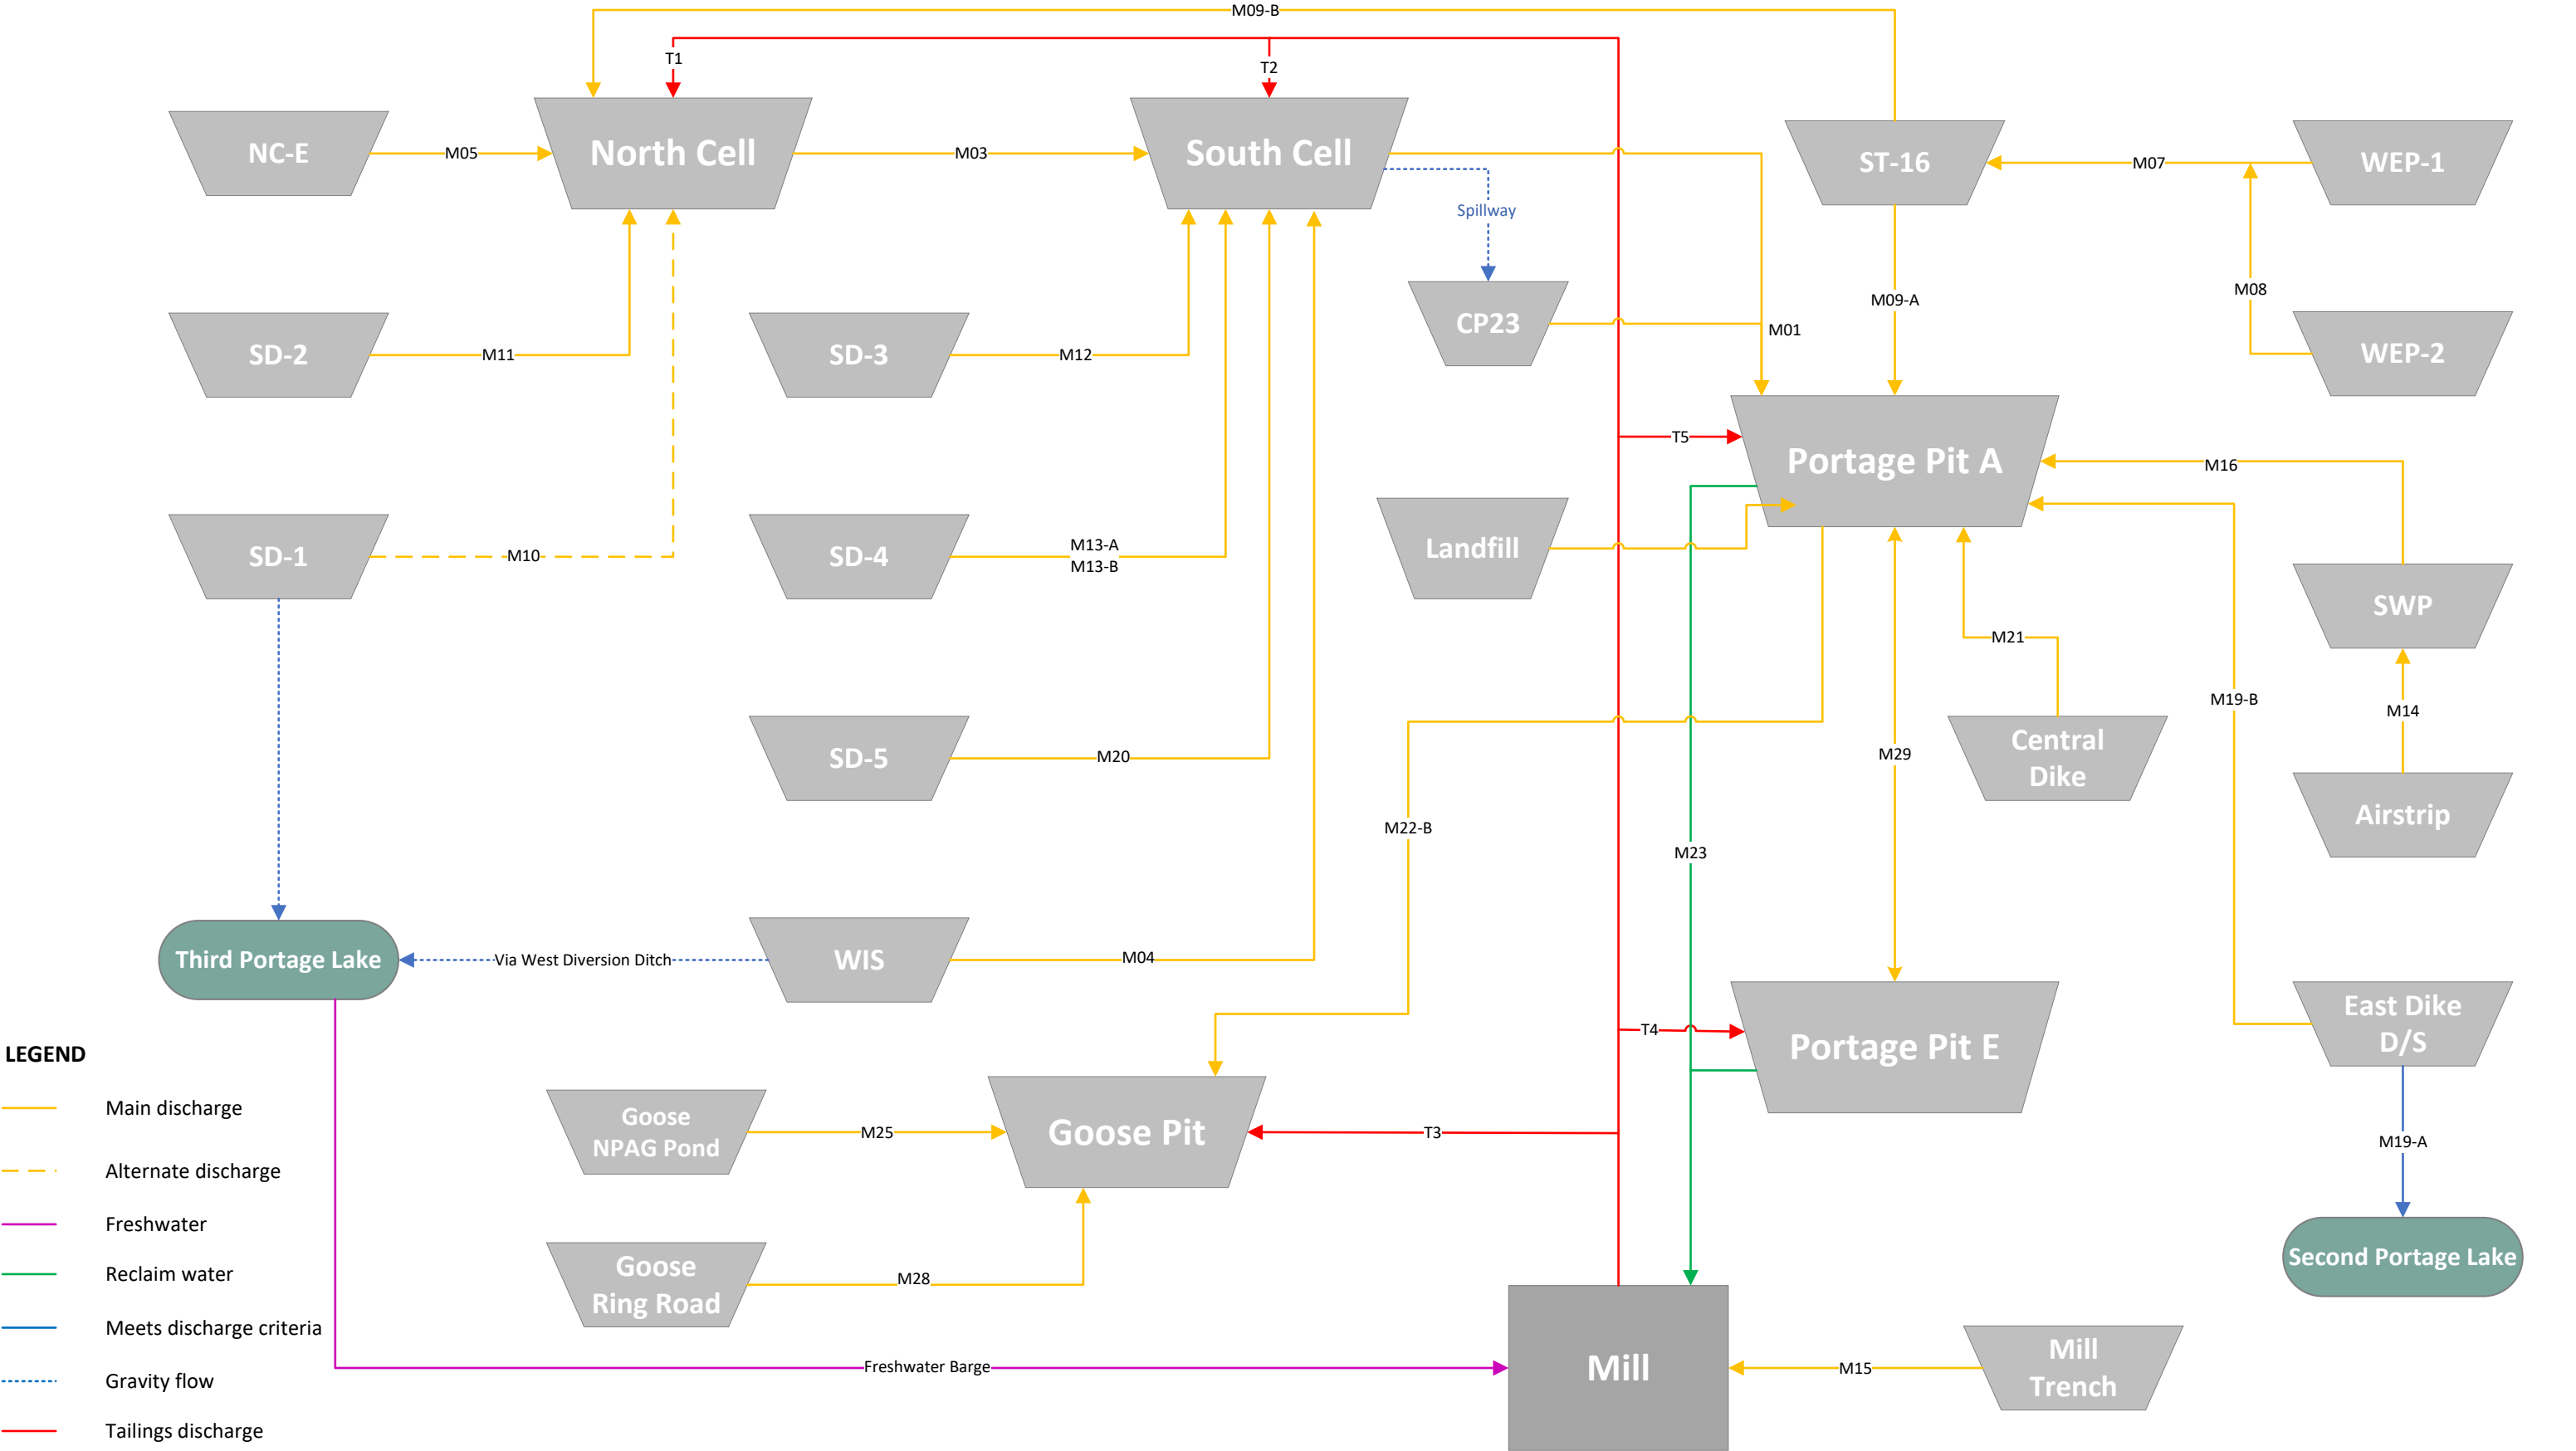 M09-B
T1
T2
NC-E
M05
North Cell
M03
South Cell
ST-16
M07
WEP-1
Spillway
M08
M09-A
CP23
M01
SD-2
M11
SD-3
M12
WEP-2
T5
Portage Pit A
M16
SD-1
M10
SD-4
M13-A
M13-B
Landfill
SWP
M21
M19-B
M14
SD-5
M20
M29
Central
Dike
Airstrip
M22-B
M23
Third Portage Lake
Via West Diversion Ditch
WIS
M04
T4
Portage Pit E
East Dike
D/S
Goose
NPAG Pond
M25
Goose Pit
T3
M19-A
Goose
Ring Road
M28
Second Portage Lake
Freshwater Barge
Mill
M15
Mill
Trench
LEGEND
Main discharge
Alternate discharge
Freshwater
Reclaim water
Meets discharge criteria
Gravity flow
Tailings discharge